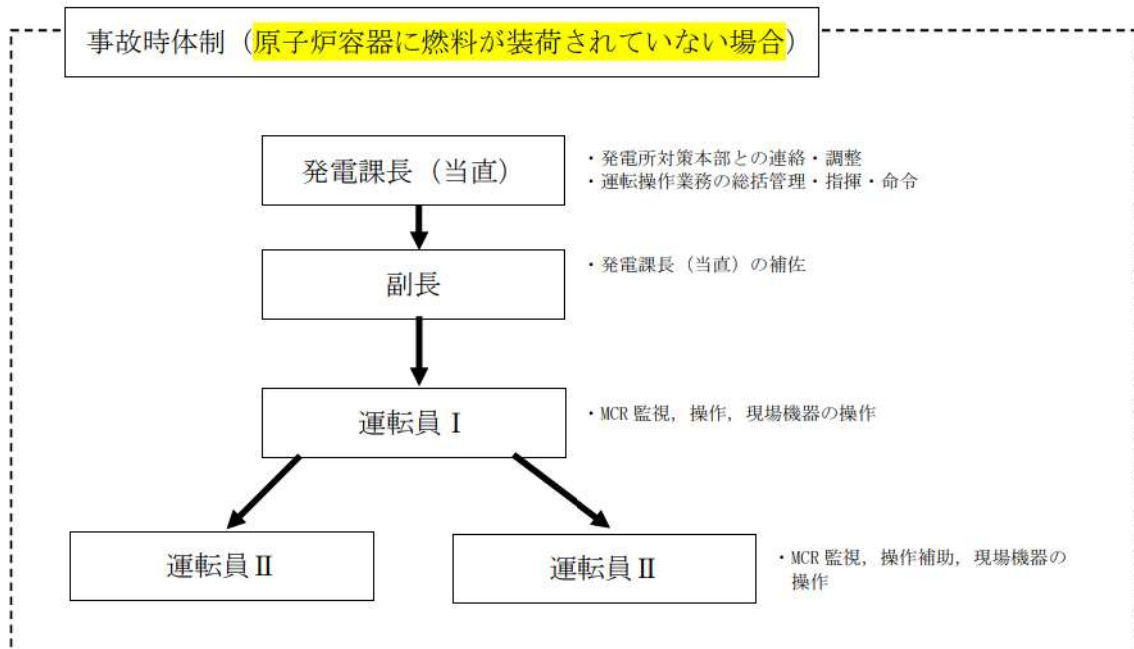 事故時体制（原子炉容器に燃料が装荷されていない場合）
発電課長（当直）
・発電所対策本部との連絡・調整
・運転操作業務の総括管理・指揮・命令
副長
・発電課長（当直）の補佐
運転員Ⅰ
・MCR 監視，操作，現場機器の操作
運転員Ⅱ
運転員Ⅱ
・MCR 監視，操作補助，現場機器の
操作